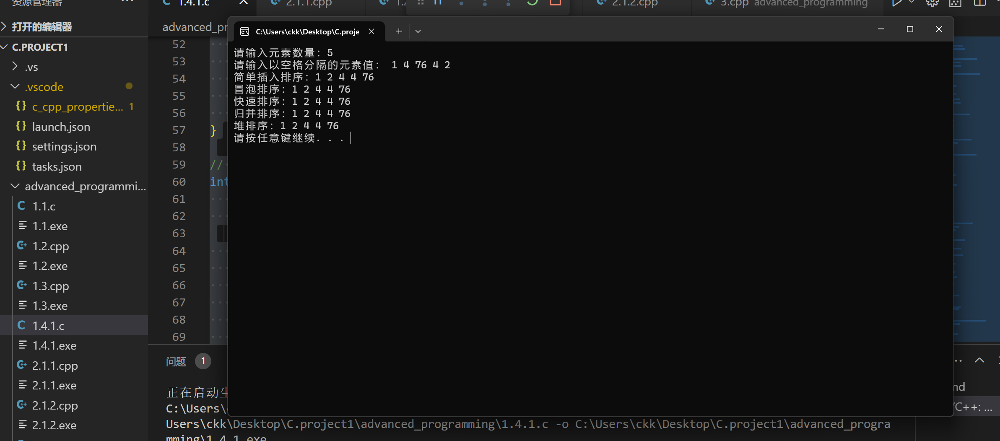 资源管理器
打开的编辑器
C.PROJECT1
.vs
.vscode
c_cpp_propertie... 1
launch.json
settings.json
tasks.json
advanced_programmi...
1.1.c
1.1.exe
1.2.cpp
1.2.exe
1.3.cpp
1.3.exe
1.4.1.c
1.4.1.exe
2.1.1.cpp
2.1.1.exe
2.1.2.cpp
2.1.2.exe
1.4.1.c
2.1.1.cpp
2.1.2.cpp
3.cpp advanced_programming
advanced_pr
52
53
54
55
56
57 }
58
59 //
60 int
61
62
63
64
65
66
67
68
69
C:\Users\ckk\Desktop\C.proje
请输入元素数量：5
请输入以空格分隔的元素值： 1 4 76 4 2
简单插入排序：1 2 4 4 76
冒泡排序：1 2 4 4 76
快速排序：1 2 4 4 76
归并排序：1 2 4 4 76
堆排序：1 2 4 4 76
请按任意键继续. . .
问题 1
正在启动生
C:\Users\
Users\ckk\Desktop\C.project1\advanced_programming\1.4.1.c -o C:\Users\ckk\Desktop\C.project1\advanced_progra
mming\1.4.1.exe
md
/C++: ...